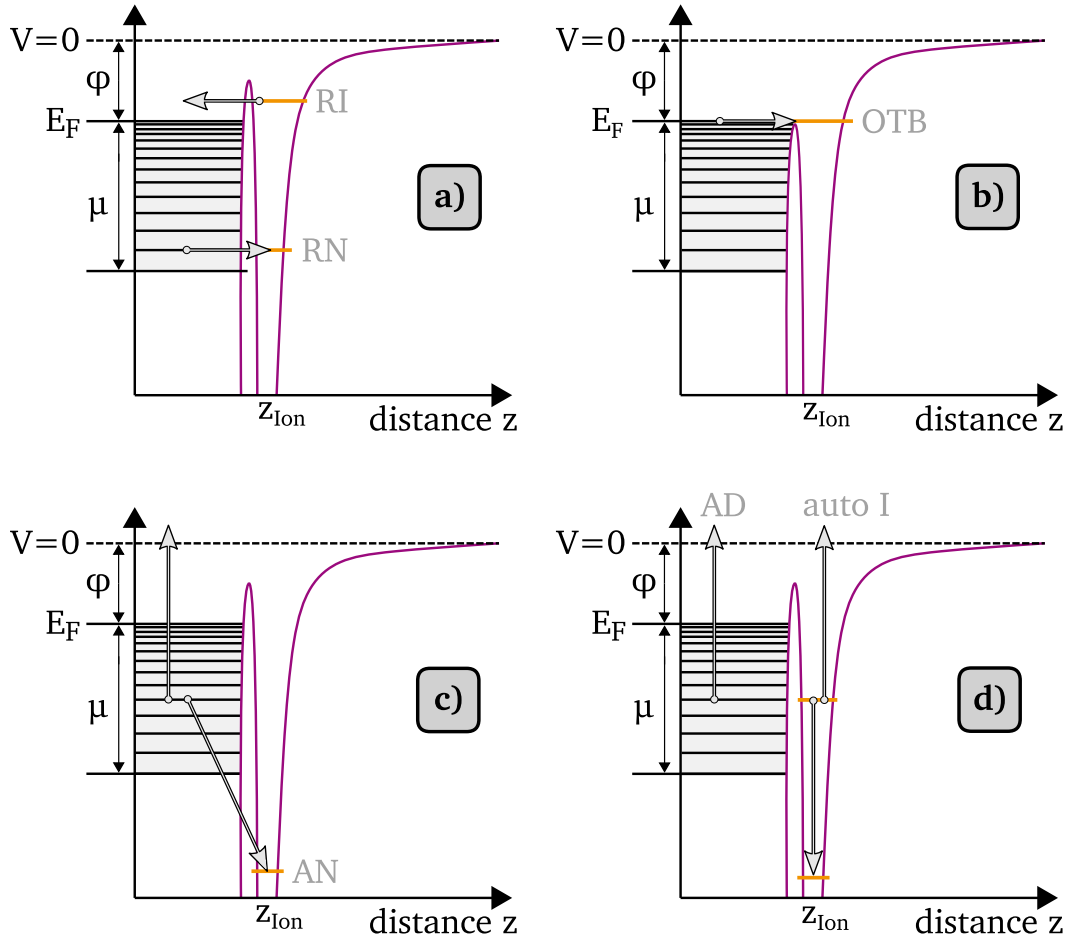 V=0
φ
E_F
μ
RI
RN
a)
z_Ion
distance z
V=0
φ
E_F
μ
OTB
b)
z_Ion
distance z
V=0
φ
E_F
μ
AN
c)
z_Ion
distance z
AD
auto I
V=0
φ
E_F
μ
d)
z_Ion
distance z